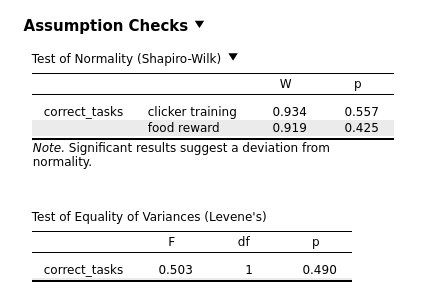 Assumption Checks ▼
Test of Normality (Shapiro-Wilk) ▼
W p
correct_tasks clicker training 0.934 0.557
food reward 0.919 0.425
Note. Significant results suggest a deviation from
normality.
Test of Equality of Variances (Levene's)
F df p
correct_tasks 0.503 1 0.490